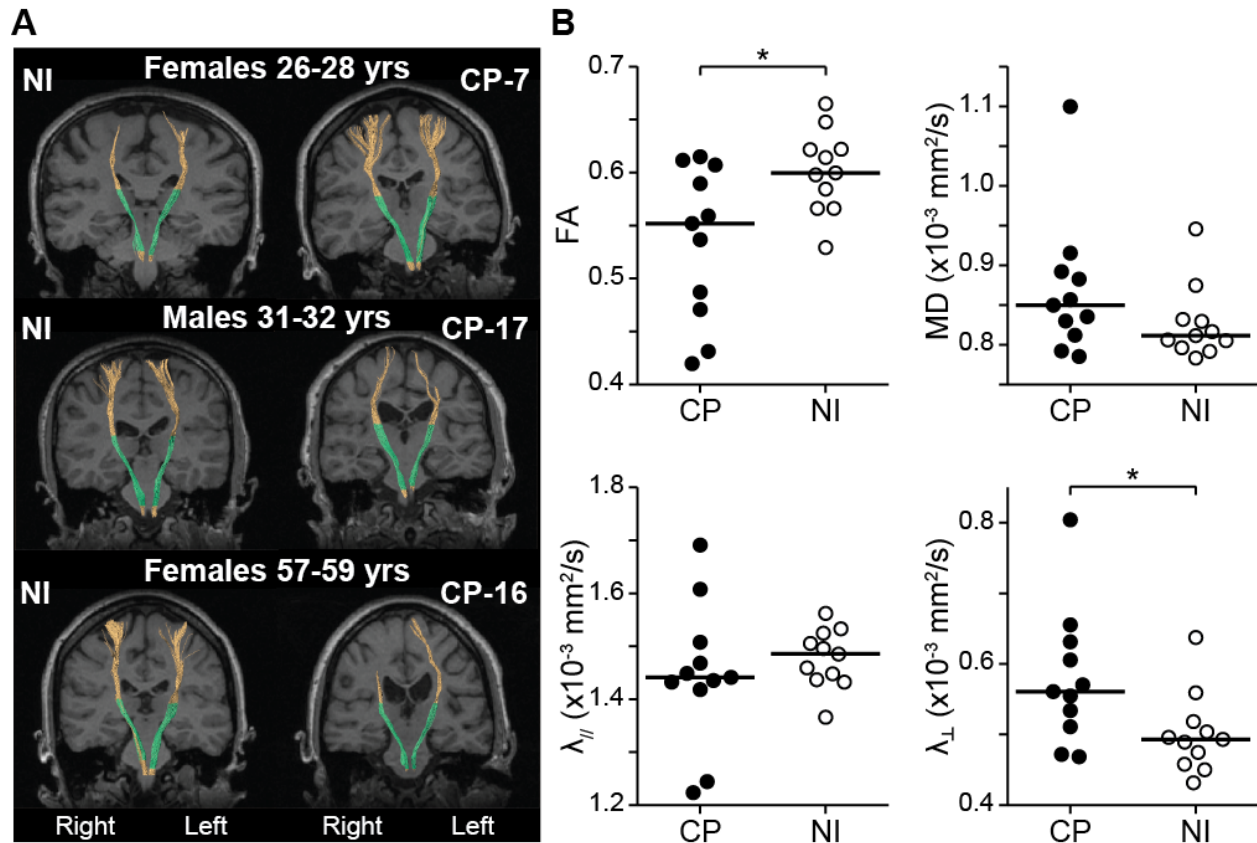 A
Females 26-28 yrs
NI
CP-7
Males 31-32 yrs
NI
CP-17
Females 57-59 yrs
NI
CP-16
Right Left Right Left
B
*
0.7
0.6
0.5
0.4
FA
CP NI
1.1
1.0
0.9
0.8
MD (x10⁻³ mm²/s)
CP NI
1.8
1.6
1.4
1.2
λ// (x10⁻³ mm²/s)
CP NI
*
0.8
0.6
0.4
λ⊥ (x10⁻³ mm²/s)
CP NI